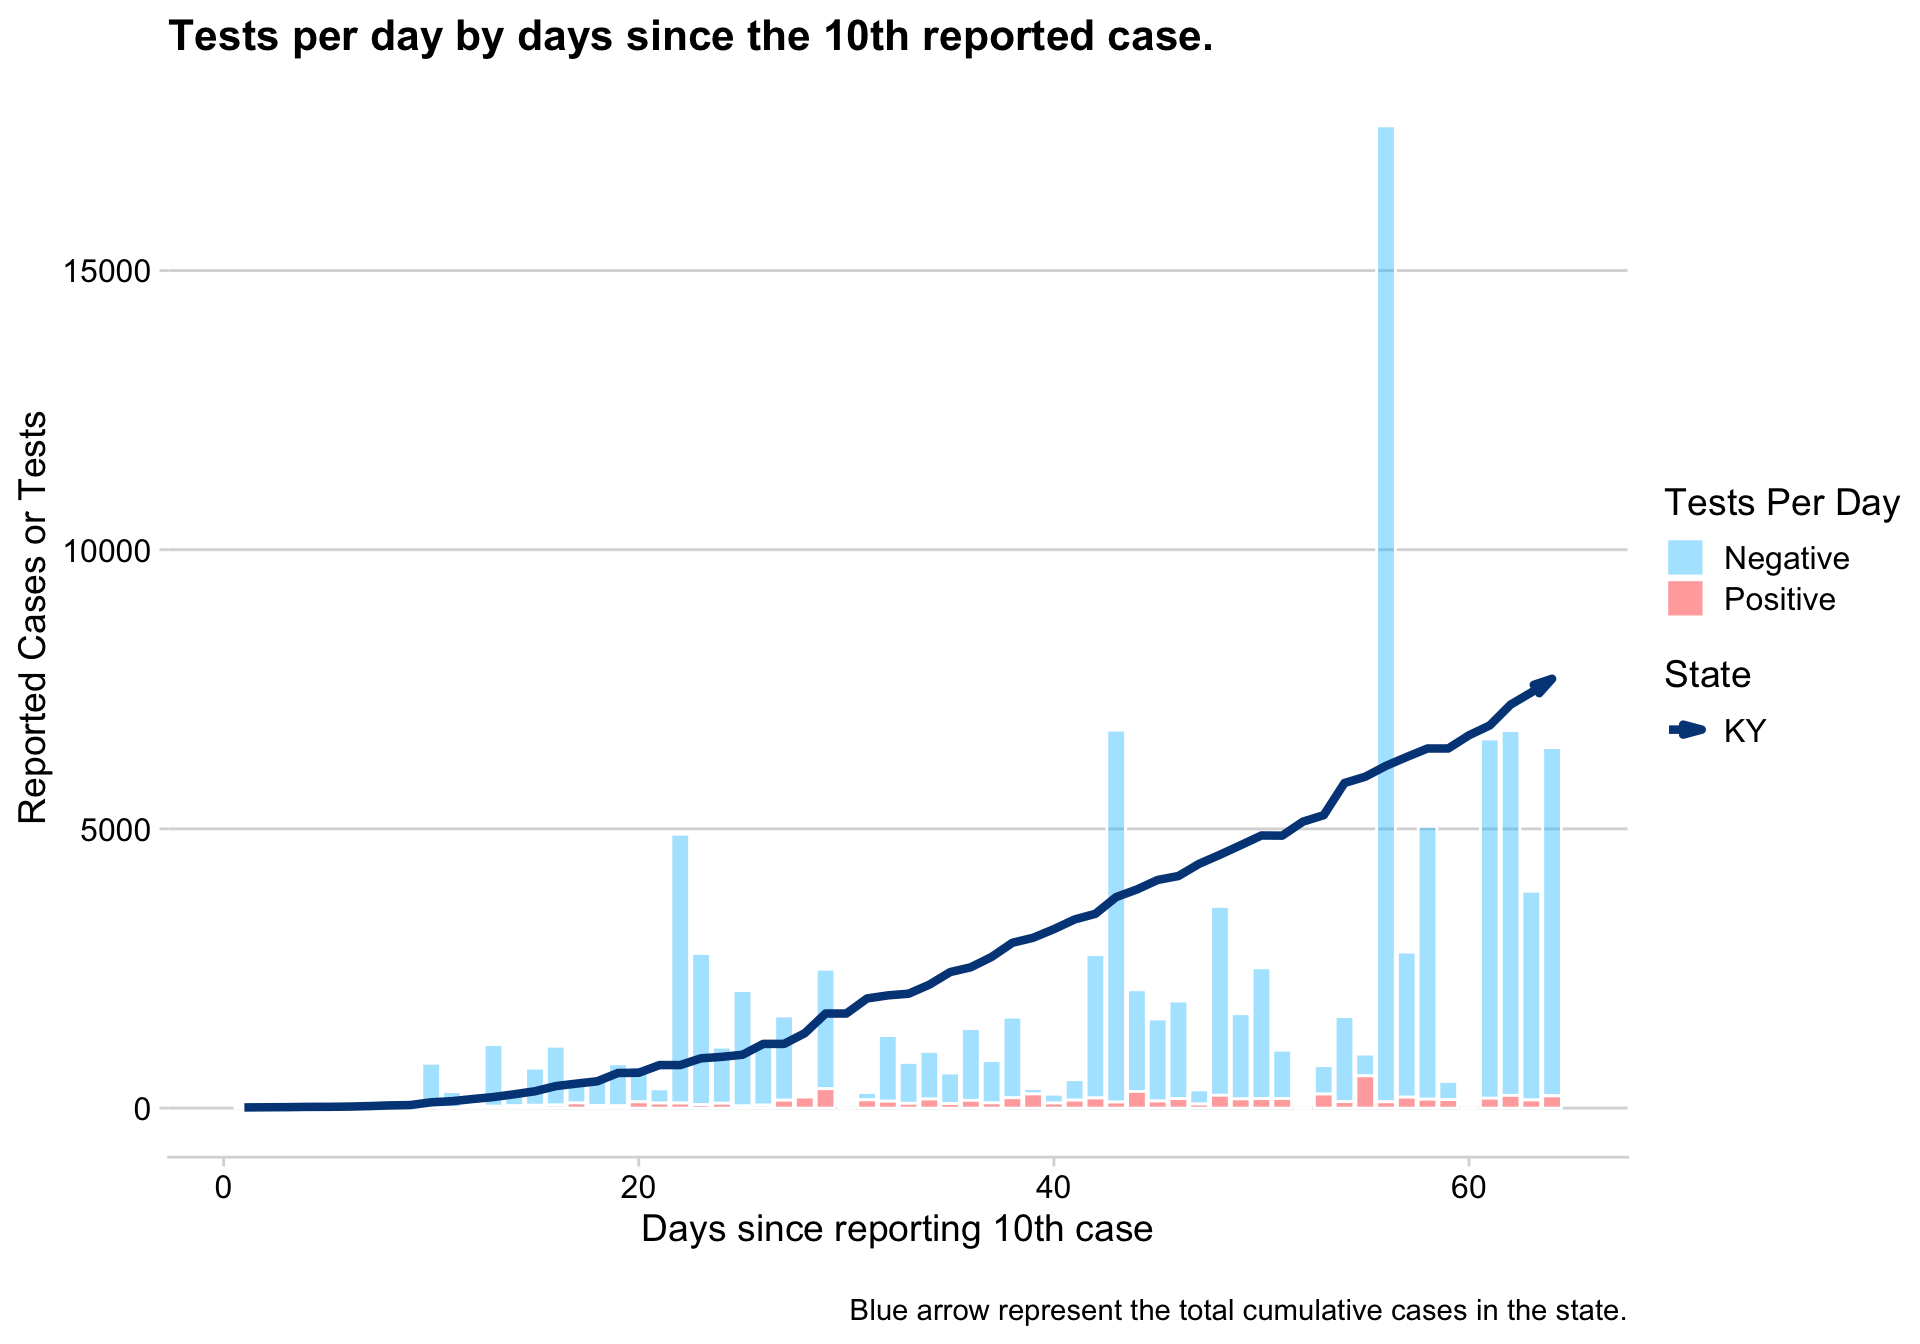 Tests per day by days since the 10th reported case.
Reported Cases or Tests
15000
10000
5000
0
0 20 40 60
Days since reporting 10th case
Tests Per Day
Negative
Positive
State
KY
Blue arrow represent the total cumulative cases in the state.